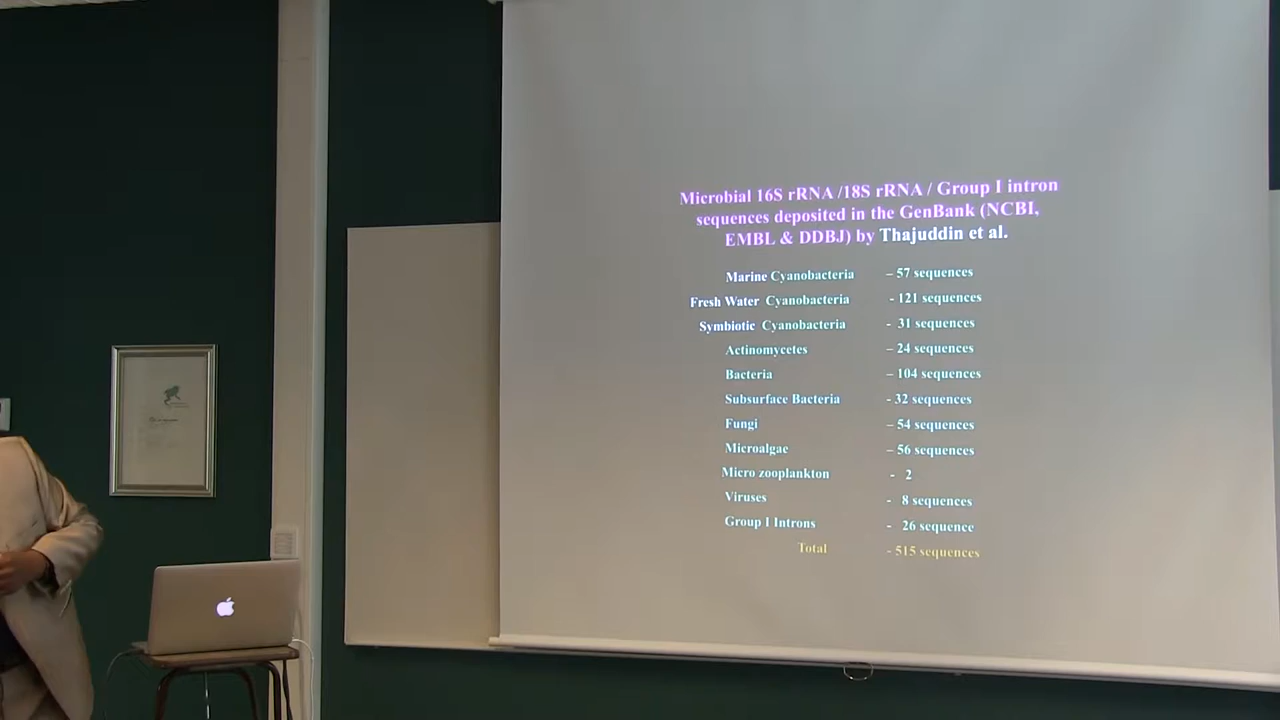 Microbial 16S rRNA /18S rRNA / Group I intron
sequences deposited in the GenBank (NCBI,
EMBL & DDBJ) by Thajuddin et al.
Marine Cyanobacteria – 57 sequences
Fresh Water Cyanobacteria - 121 sequences
Symbiotic Cyanobacteria - 31 sequences
Actinomycetes – 24 sequences
Bacteria – 104 sequences
Subsurface Bacteria - 32 sequences
Fungi – 54 sequences
Microalgae – 56 sequences
Micro zooplankton - 2
Viruses - 8 sequences
Group I Introns - 26 sequence
Total - 515 sequences